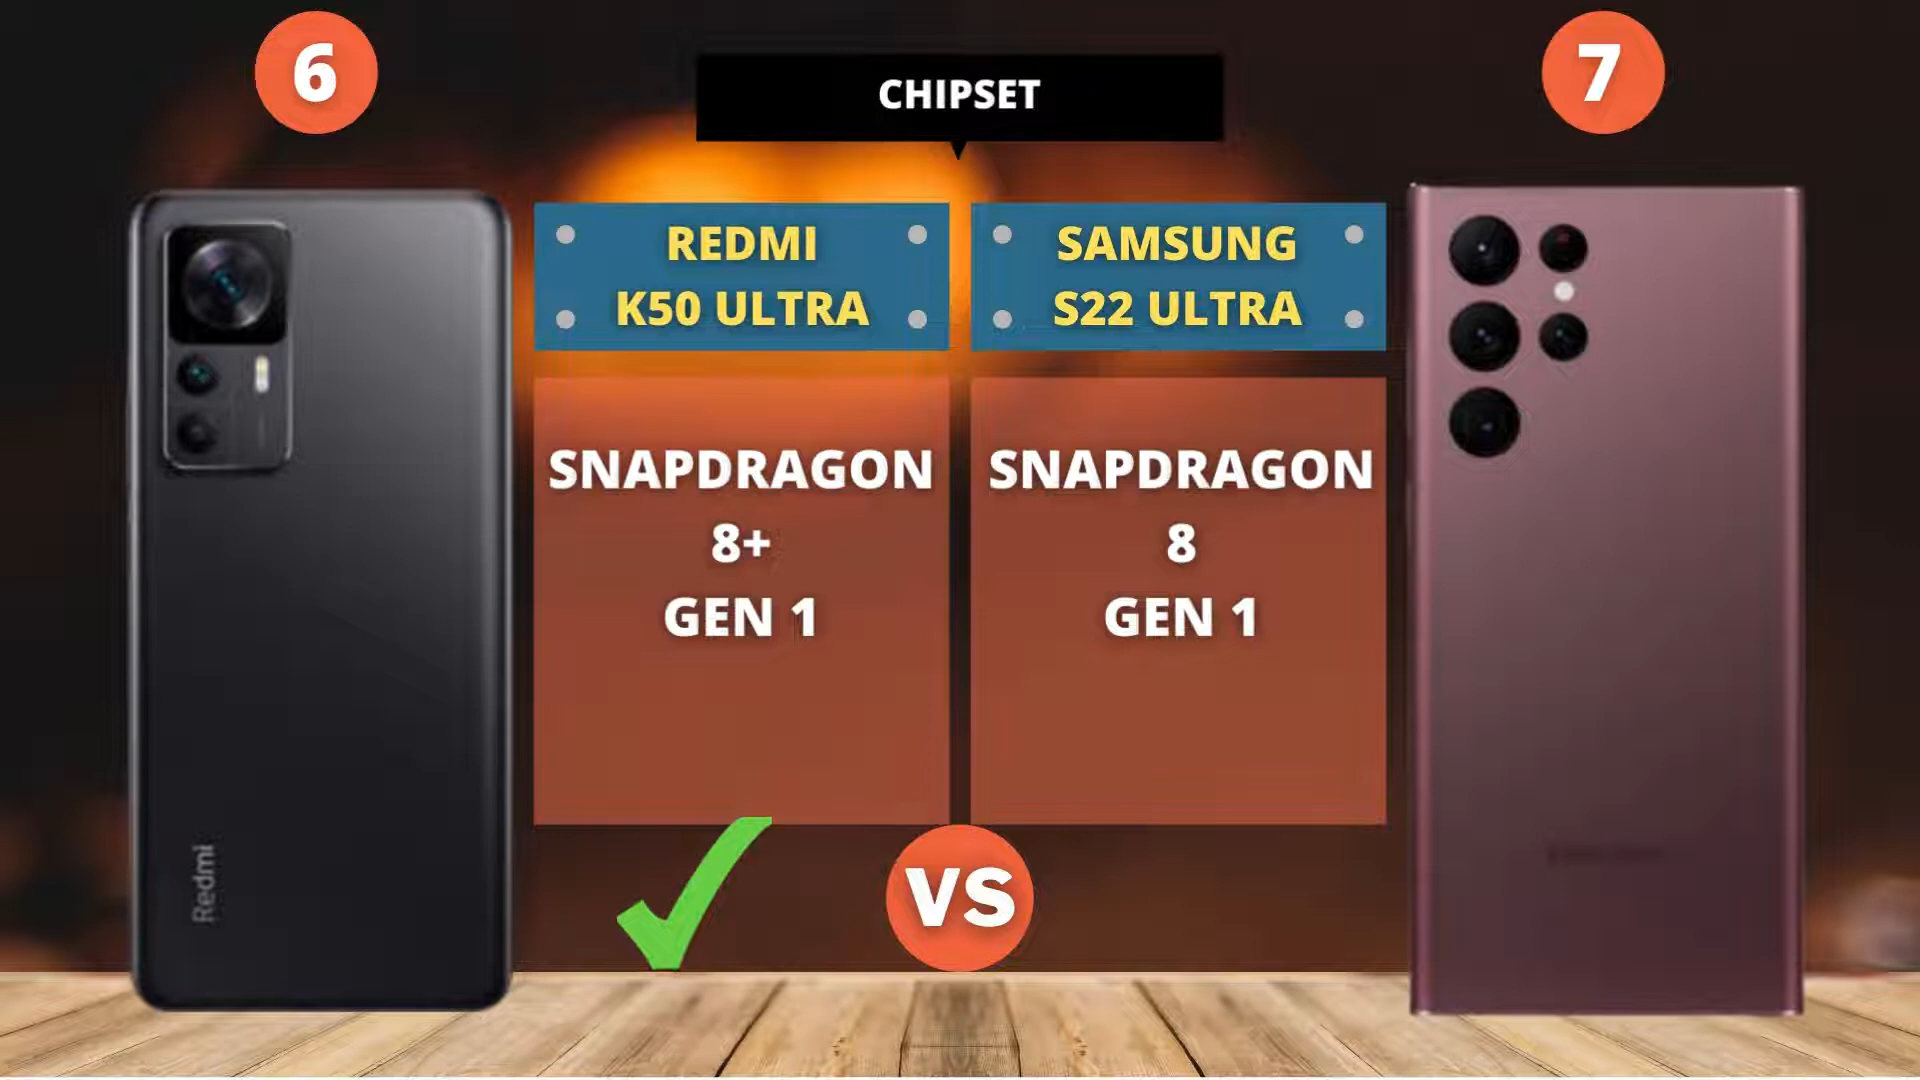 6
CHIPSET
7
REDMI
K50 ULTRA
SAMSUNG
S22 ULTRA
SNAPDRAGON
8+
GEN 1
SNAPDRAGON
8
GEN 1
Redmi
VS